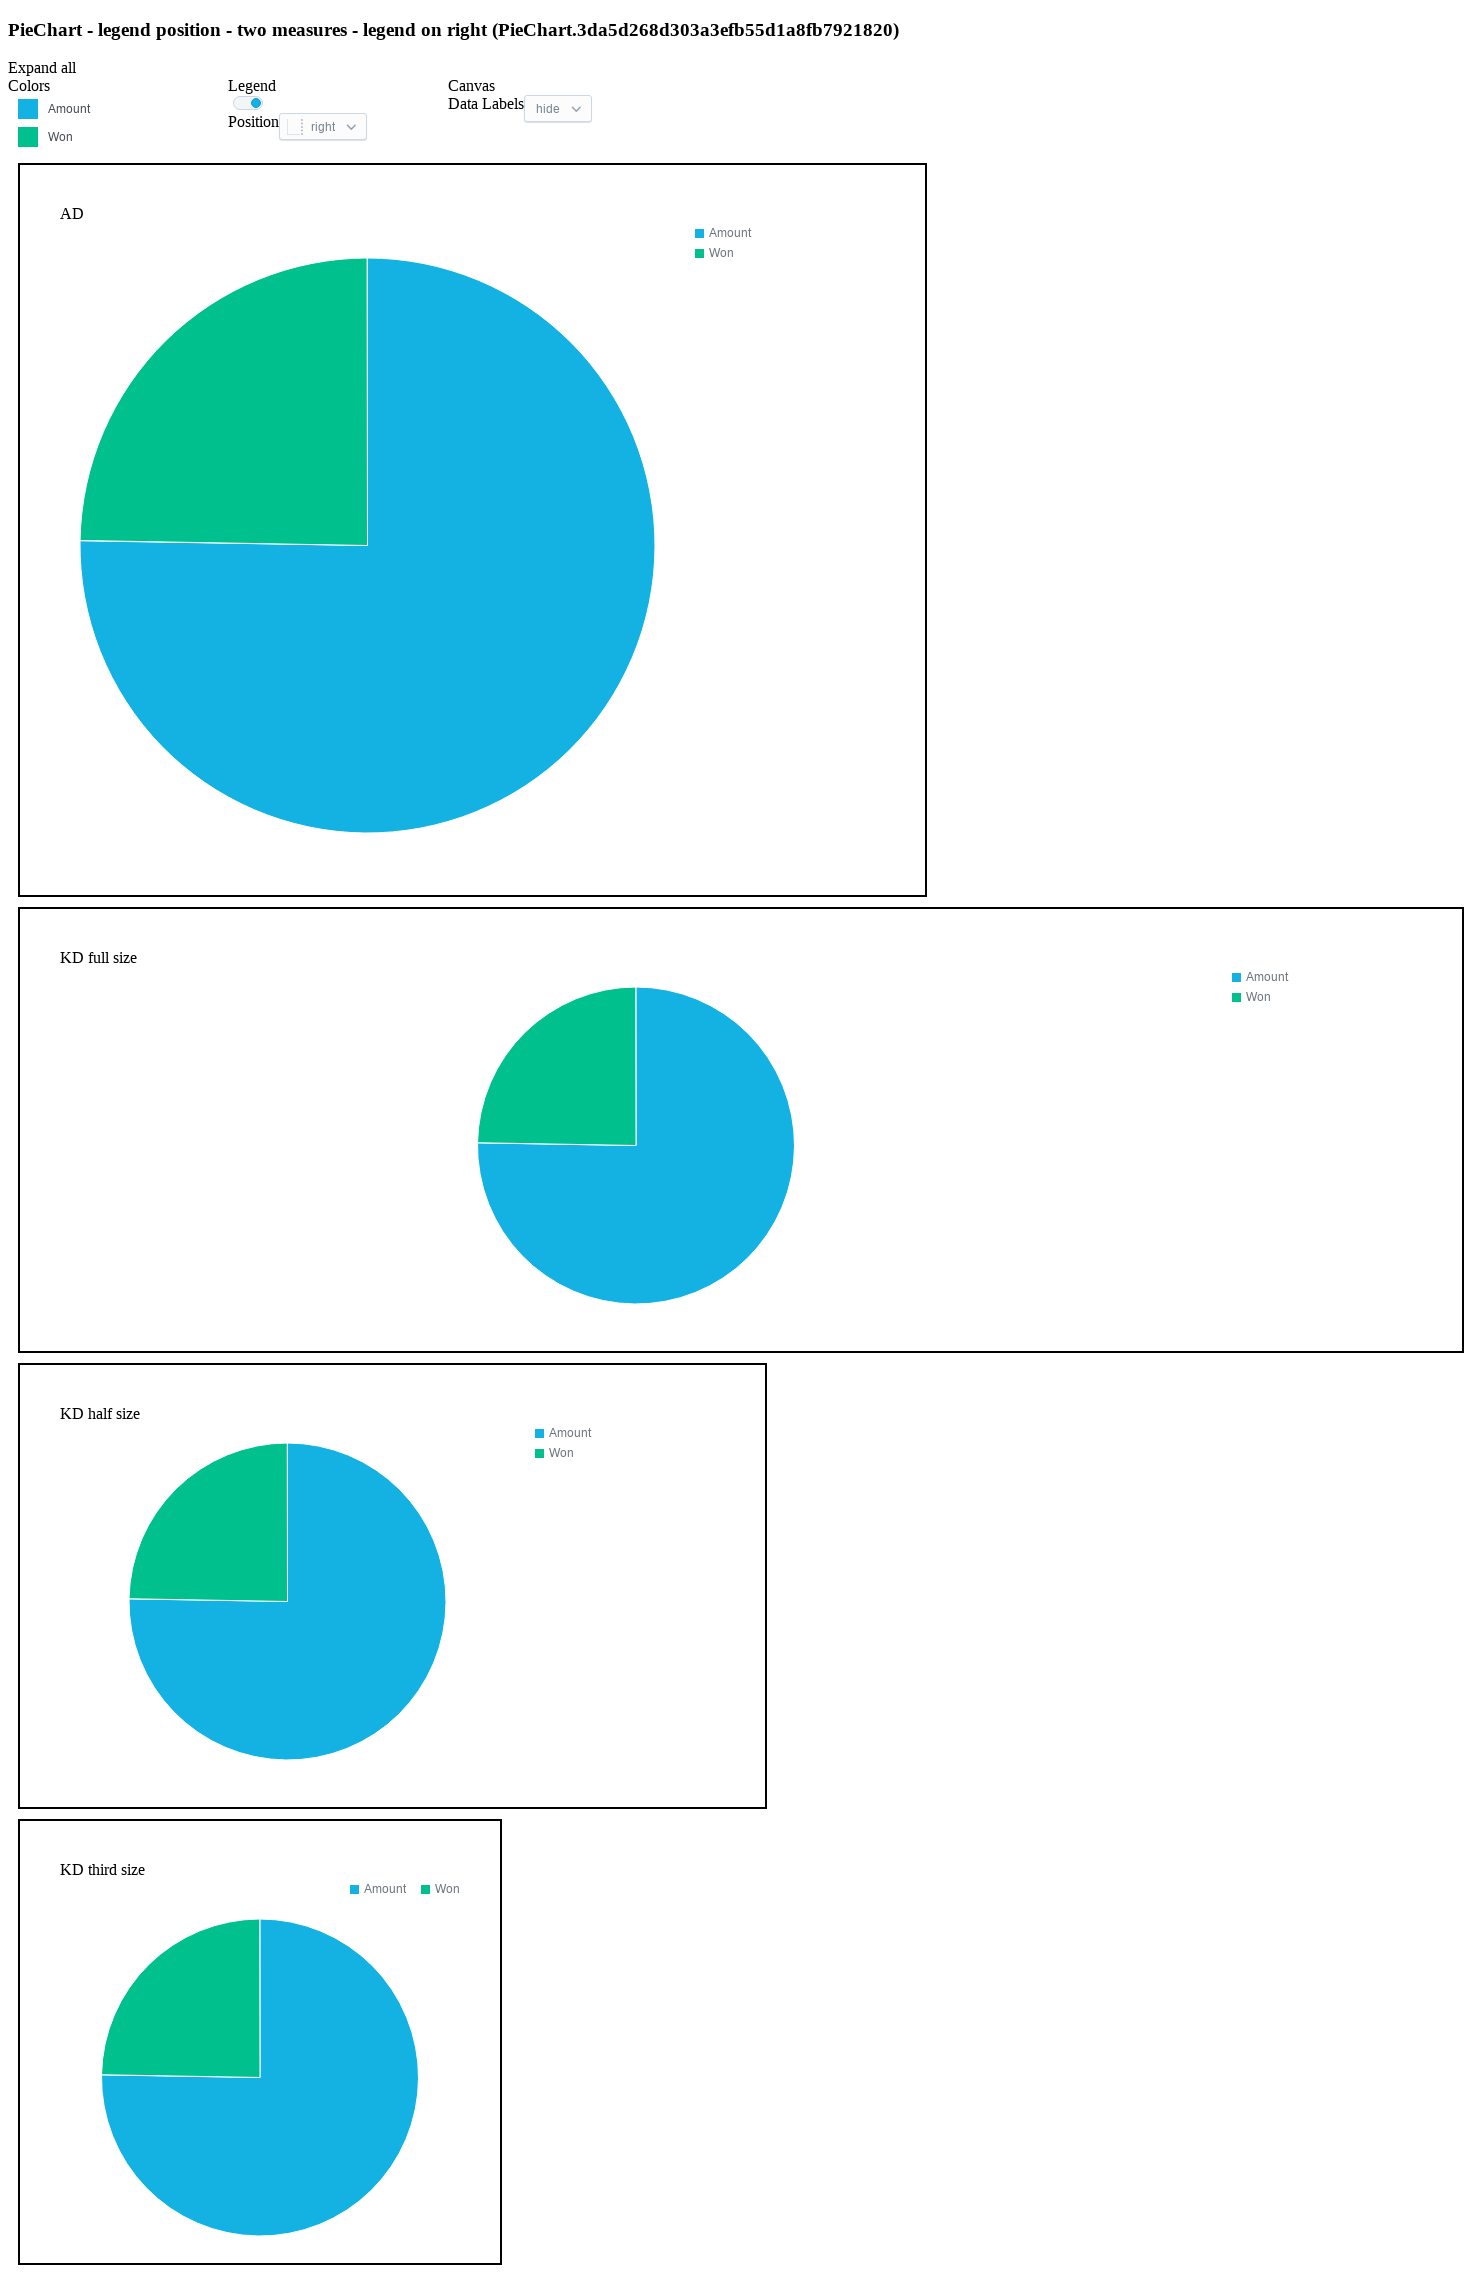 PieChart - legend position - two measures - legend on right (PieChart.3da5d268d303a3efb55d1a8fb7921820)
Expand all
Colors
Amount
Won
Legend
Position right
Canvas
Data Labels hide
AD
Amount
Won
KD full size
Amount
Won
KD half size
Amount
Won
KD third size
Amount Won